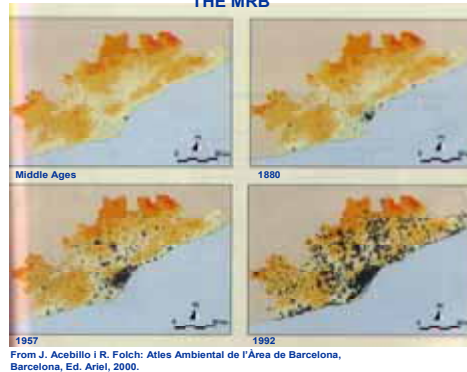 THE MRB
Middle Ages
1880
1957
1992
From J. Acebillo i R. Folch: Atles Ambiental de l'Àrea de Barcelona,
Barcelona, Ed. Ariel, 2000.